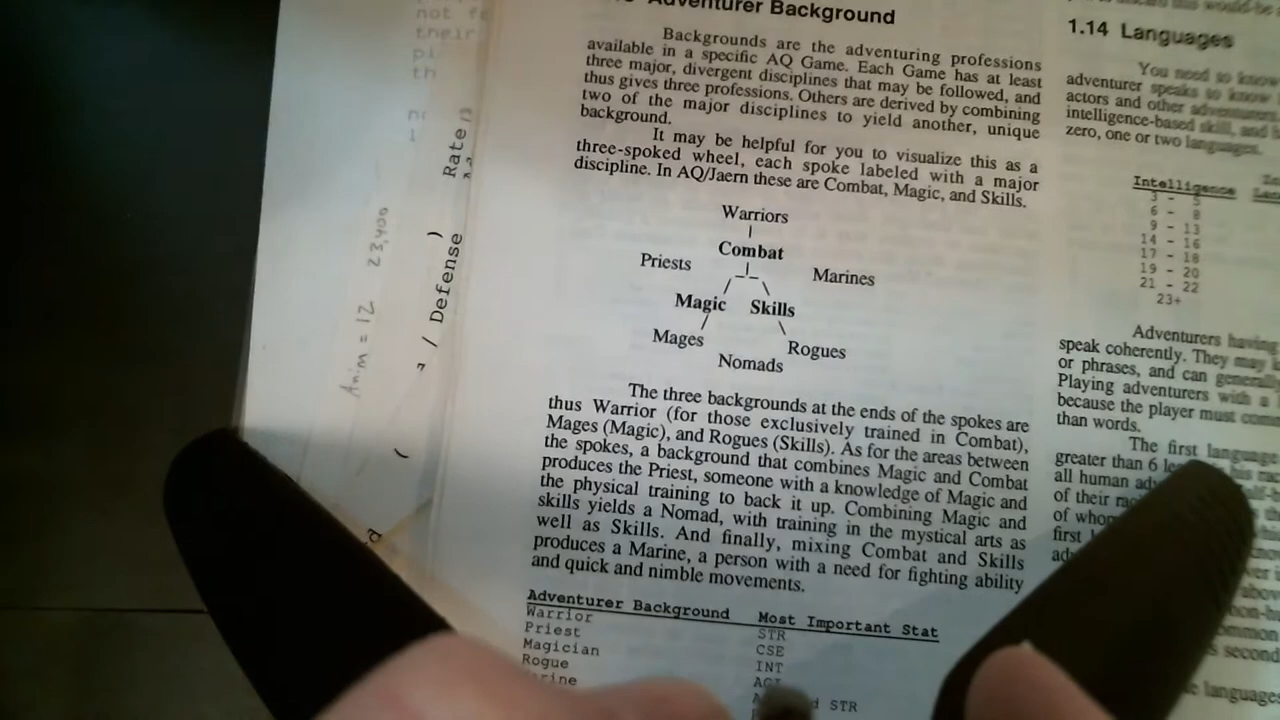 Adventurer Background
Backgrounds are the adventuring professions
available in a specific AQ Game. Each Game has at least
three major, divergent disciplines that may be followed, and
thus gives three professions. Others are derived by combining
two of the major disciplines to yield another, unique
background.
It may be helpful for you to visualize this as a
three-spoked wheel, each spoke labeled with a major
discipline. In AQ/Jaern these are Combat, Magic, and Skills.
Warriors
Combat
Priests
Marines
Magic Skills
Mages
Rogues
Nomads
The three backgrounds at the ends of the spokes are
thus Warrior (for those exclusively trained in Combat),
Mages (Magic), and Rogues (Skills). As for the areas between
the spokes, a background that combines Magic and Combat
produces the Priest, someone with a knowledge of Magic and
the physical training to back it up. Combining Magic and
skills yields a Nomad, with training in the mystical arts as
well as Skills. And finally, mixing Combat and Skills
produces a Marine, a person with a need for fighting ability
and quick and nimble movements.
Adventurer Background Most Important Stat
Warrior STR
Priest CSE
Magician INT
Rogue
STR
1.14 Languages
You need to know
adventurer speaks to know
actors and other adventurers
intelligence-based skill, and
zero, one or two languages.
Intelligence
3 - 5
6 - 8
9 - 13
14 - 16
17 - 18
19 - 20
21 - 22
23+
Adventurers having
speak coherently. They may
or phrases, and can
Playing adventurers with a
because the player must
than words.
The first language
greater than 6
all human
of their
of
first
second
languages
not
their
Anim = 12 23,400
/ Defense )
Rate
(